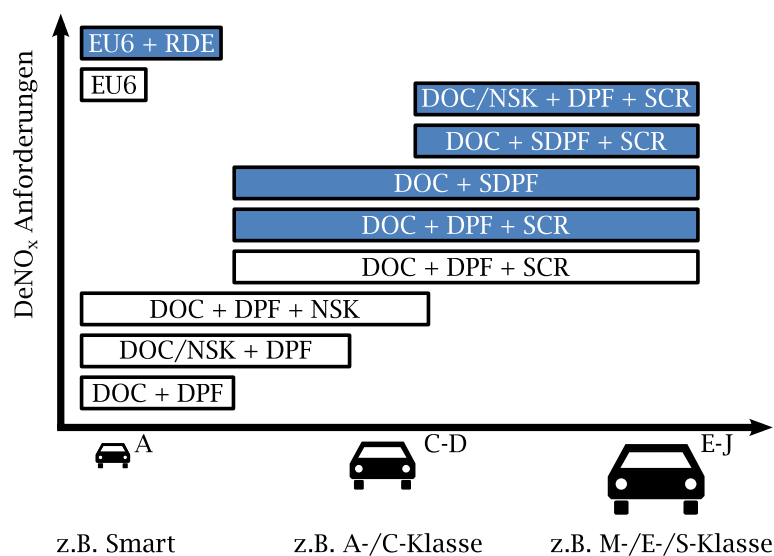 DeNOx Anforderungen
EU6 + RDE
EU6
DOC/NSK + DPF + SCR
DOC + SDPF + SCR
DOC + SDPF
DOC + DPF + SCR
DOC + DPF + SCR
DOC + DPF + NSK
DOC/NSK + DPF
DOC + DPF
A
C-D
E-J
z.B. Smart
z.B. A-/C-Klasse
z.B. M-/E-/S-Klasse